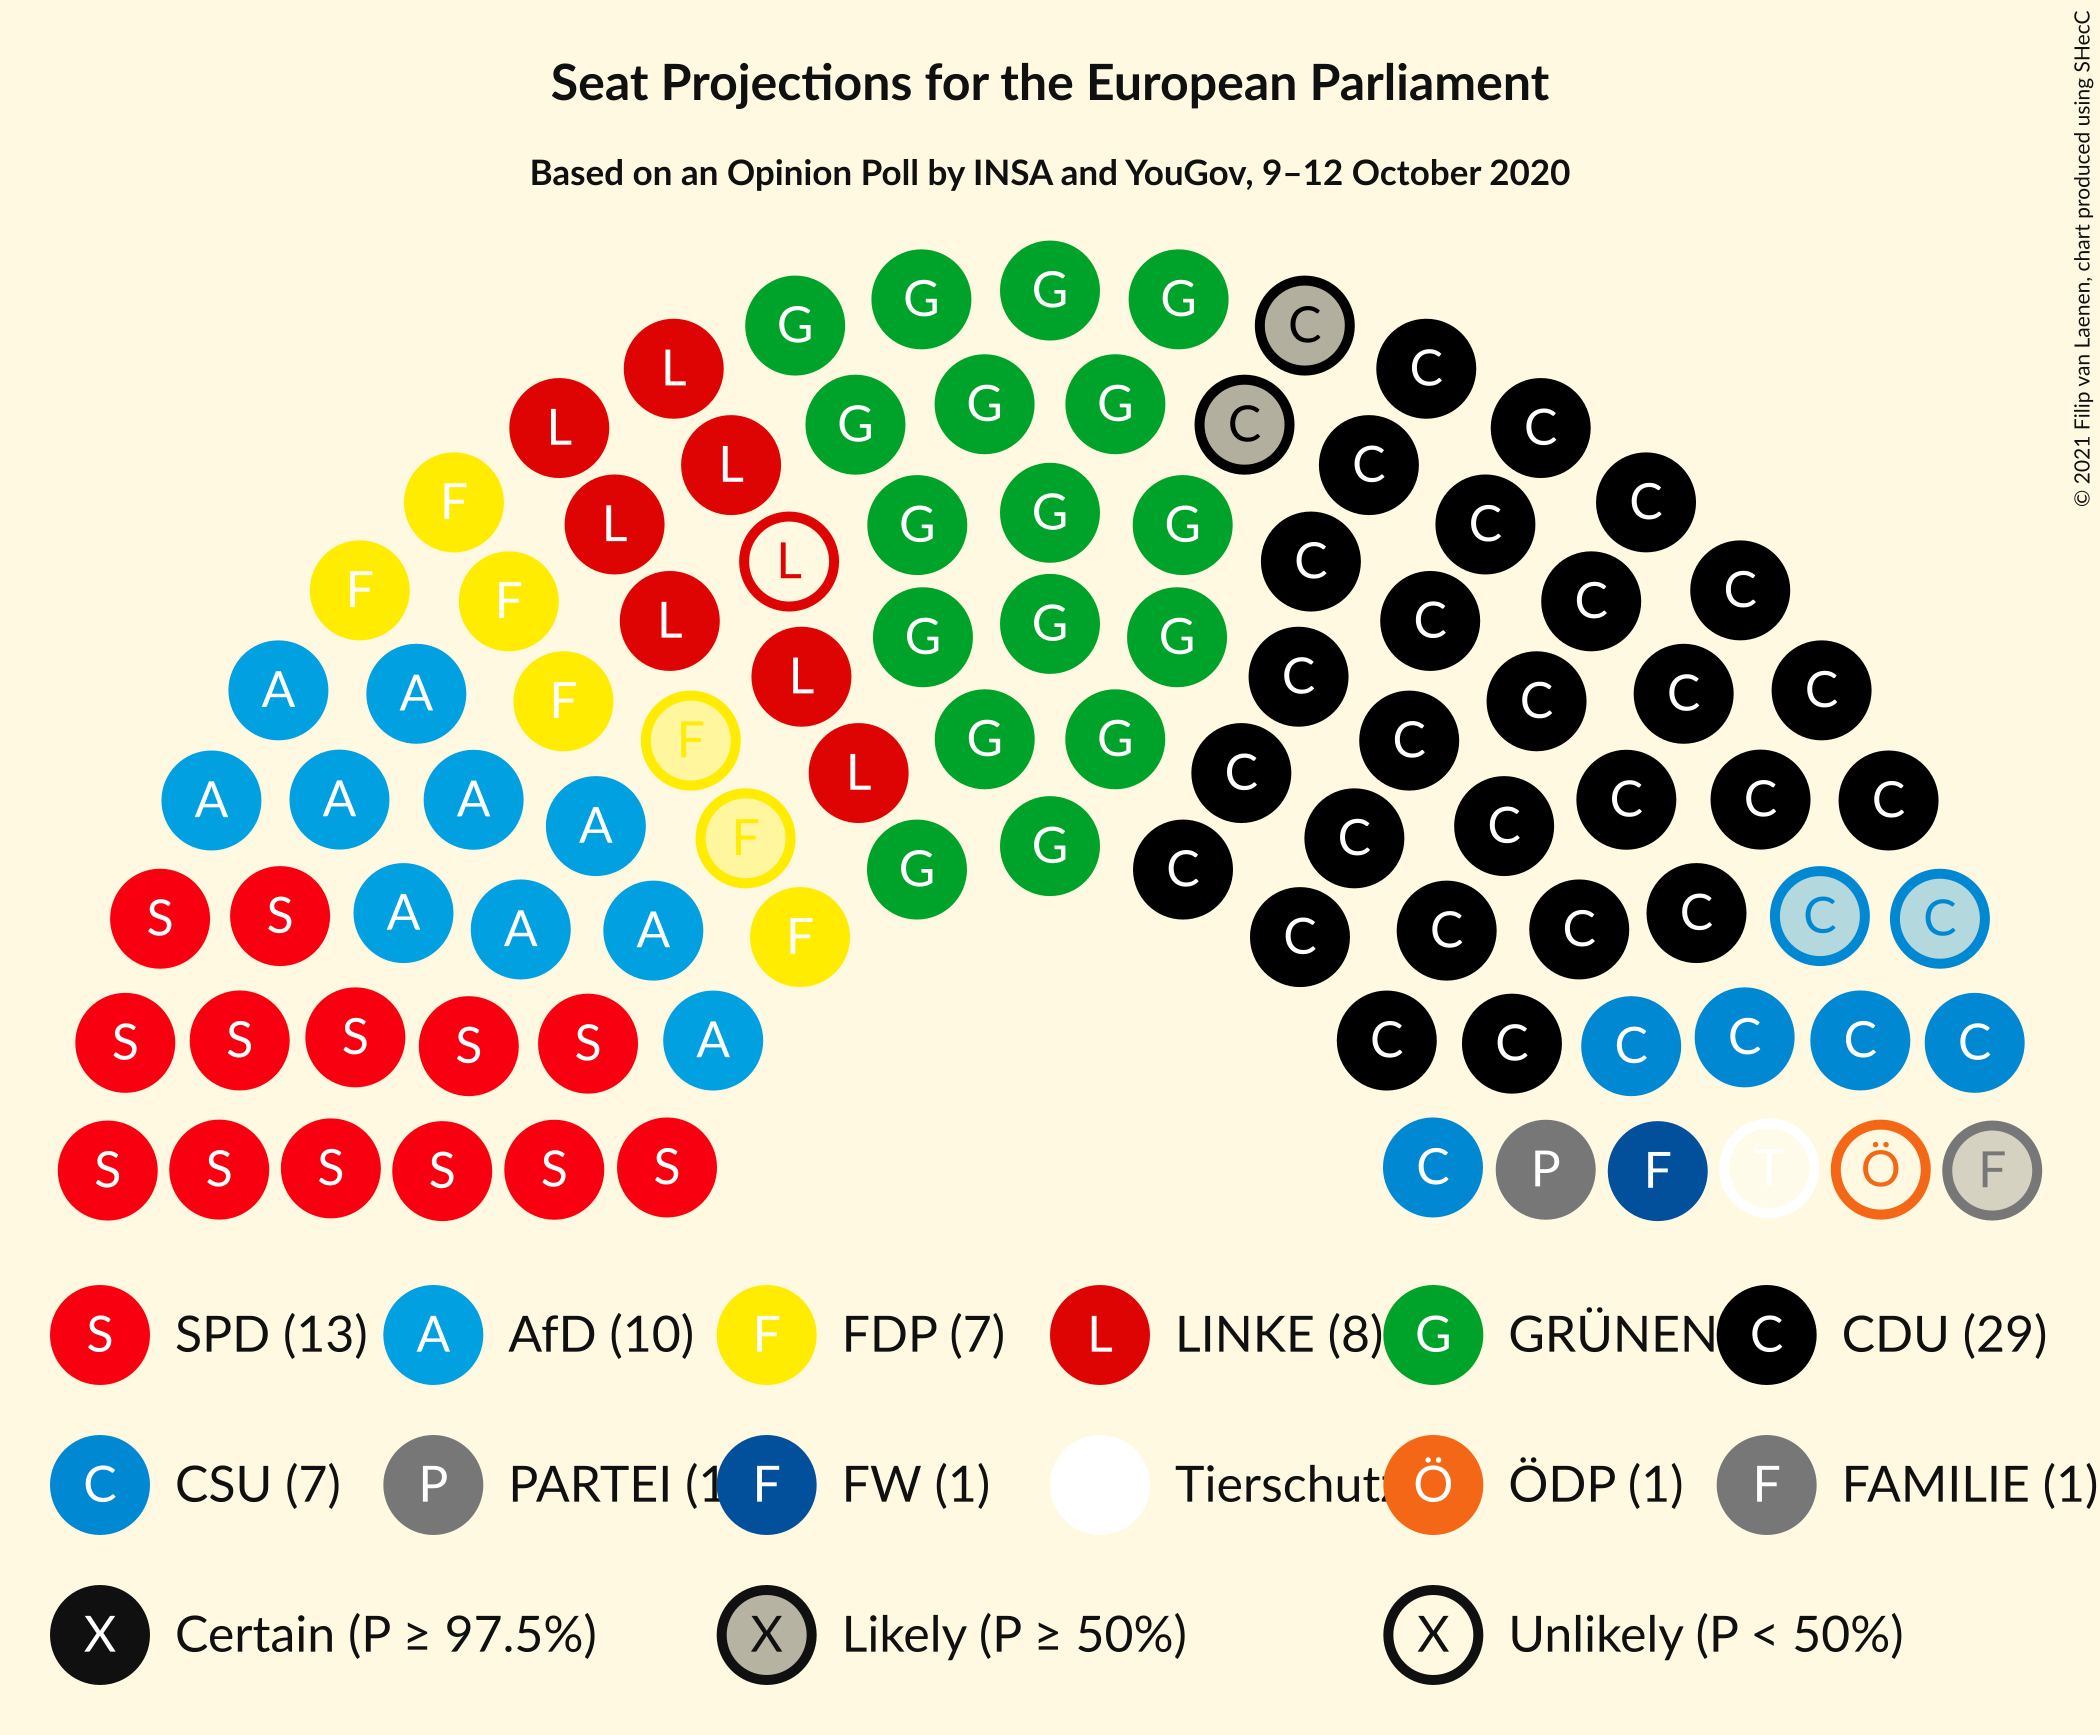 Seat Projections for the European Parliament
Based on an Opinion Poll by INSA and YouGov, 9–12 October 2020
© 2021 Filip van Laenen, chart produced using SHecC
G G G G C
L G G G C C
L L G G G C C
F L L G G G C C C
F F L L G G G C C C C
A A F F L G G C C C C C
A A A A F L G G C C C C C C C
S S A A A F C C C C C C
S S S S S A C C C C C C
S S S S S S C P F T Ö F
S SPD (13) A AfD (10) F FDP (7) L LINKE (8) G GRÜNEN C CDU (29)
C CSU (7) P PARTEI (1 F FW (1) Tierschutz Ö ÖDP (1) F FAMILIE (1)
X Certain (P ≥ 97.5%) X Likely (P ≥ 50%) X Unlikely (P < 50%)